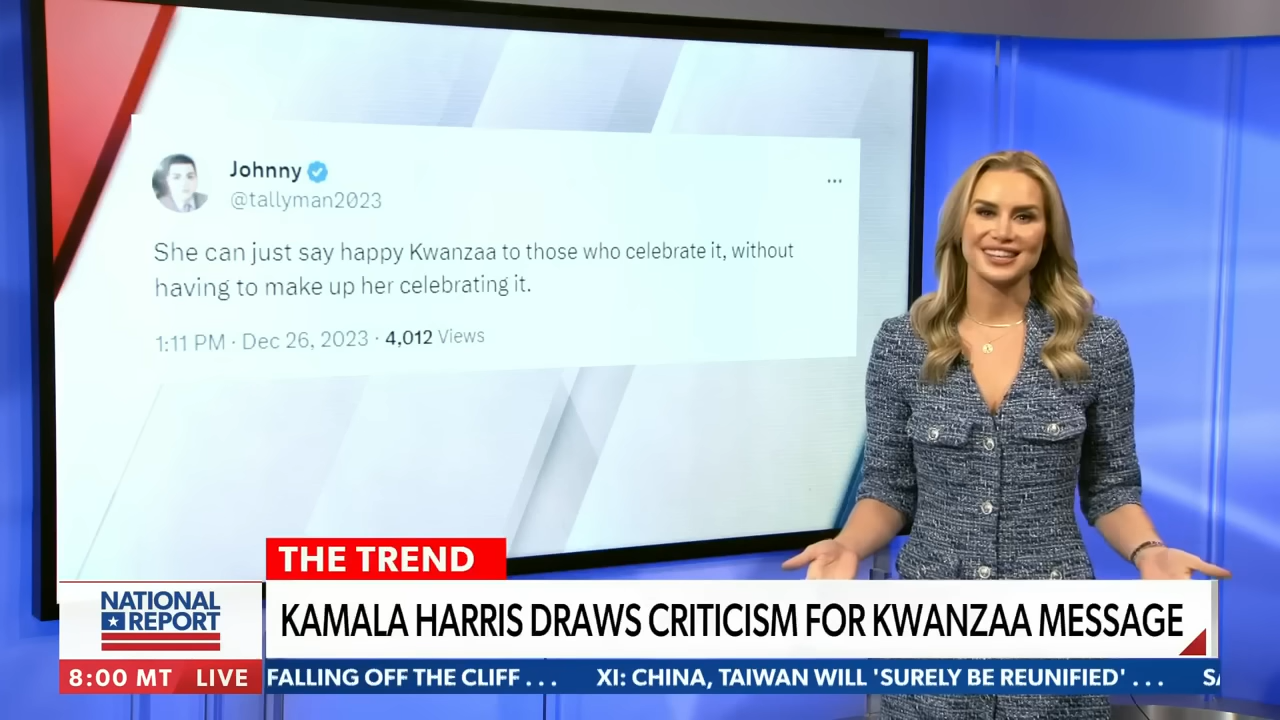 Johnny
@tallyman2023
...
She can just say happy Kwanzaa to those who celebrate it, without
having to make up her celebrating it.
1:11 PM · Dec 26, 2023 · 4,012 Views
THE TREND
NATIONAL
REPORT
KAMALA HARRIS DRAWS CRITICISM FOR KWANZAA MESSAGE
8:00 MT LIVE
FALLING OFF THE CLIFF . . . XI: CHINA, TAIWAN WILL 'SURELY BE REUNIFIED' . . .